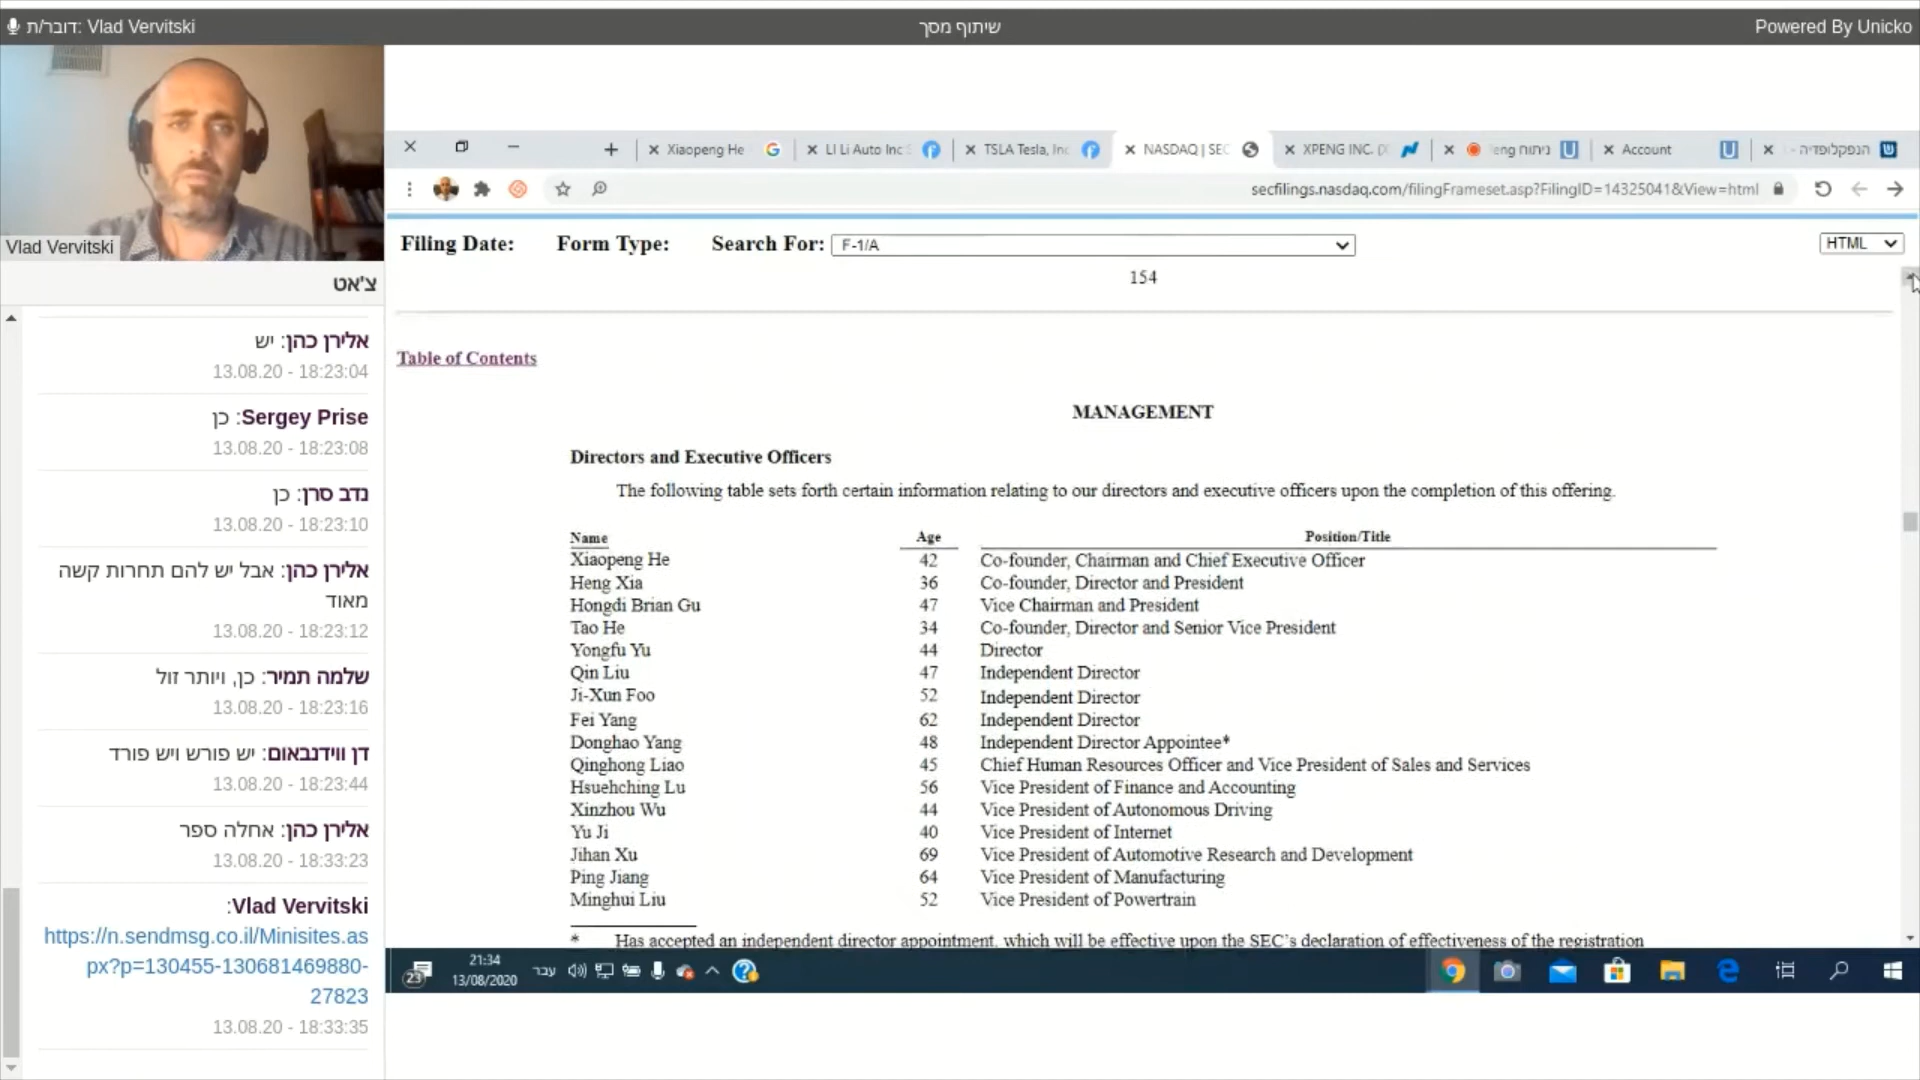 דובר/ת: Vlad Vervitski
שיתוף מסך
Powered By Unicko
Vlad Vervitski
צ'אט
אלירן כהן: יש
13.08.20 - 18:23:04
Sergey Prise: כן
13.08.20 - 18:23:08
נדב סרן: כן
13.08.20 - 18:23:10
אלירן כהן: אבל יש להם תחרות קשה
מאוד
13.08.20 - 18:23:12
שלמה תמיר: כן, ויותר זול
13.08.20 - 18:23:16
דן ווידנבאום: יש פורש ויש פורד
13.08.20 - 18:23:44
אלירן כהן: אחלה ספר
13.08.20 - 18:33:23
Vlad Vervitski:
https://n.sendmsg.co.il/Minisites.as
px?p=130455-130681469880-
27823
13.08.20 - 18:33:35
Xiaopeng He
LI Li Auto Inc
TSLA Tesla, Inc
NASDAQ | SEC
XPENG INC. (X
eng ניתוח
Account
הנפקלופדיה -
secfilings.nasdaq.com/filingFrameset.asp?FilingID=14325041&View=html
Filing Date: Form Type: Search For: F-1/A HTML
154
Table of Contents
MANAGEMENT
Directors and Executive Officers
The following table sets forth certain information relating to our directors and executive officers upon the completion of this offering.
Name Age Position/Title
Xiaopeng He 42 Co-founder, Chairman and Chief Executive Officer
Heng Xia 36 Co-founder, Director and President
Hongdi Brian Gu 47 Vice Chairman and President
Tao He 34 Co-founder, Director and Senior Vice President
Yongfu Yu 44 Director
Qin Liu 47 Independent Director
Ji-Xun Foo 52 Independent Director
Fei Yang 62 Independent Director
Donghao Yang 48 Independent Director Appointee*
Qinghong Liao 45 Chief Human Resources Officer and Vice President of Sales and Services
Hsuehching Lu 56 Vice President of Finance and Accounting
Xinzhou Wu 44 Vice President of Autonomous Driving
Yu Ji 40 Vice President of Internet
Jihan Xu 69 Vice President of Automotive Research and Development
Ping Jiang 64 Vice President of Manufacturing
Minghui Liu 52 Vice President of Powertrain
* Has accepted an independent director appointment, which will be effective upon the SEC's declaration of effectiveness of the registration
23
21:34
13/08/2020
עבר